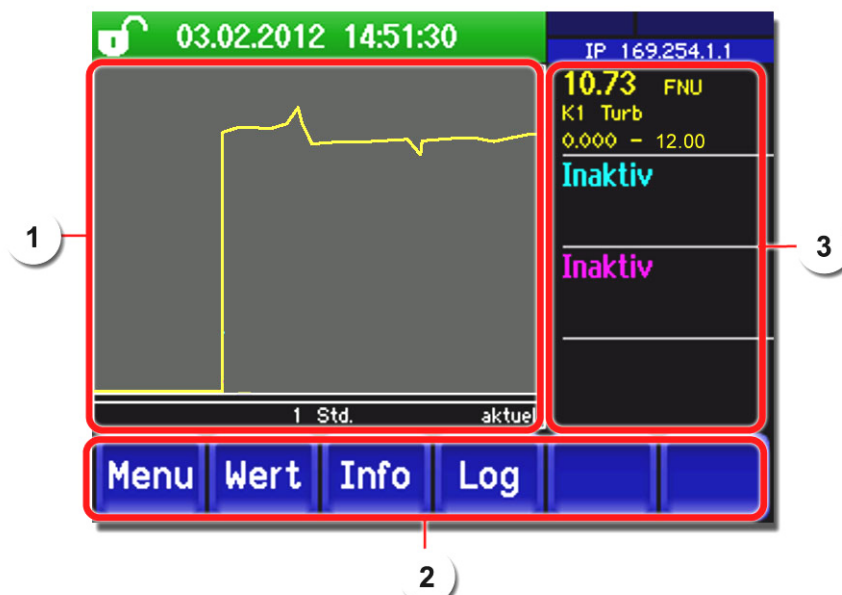 03.02.2012 14:51:30
IP 169.254.1.1
10.73 FNU
K1 Turb
0.000 - 12.00
Inaktiv
Inaktiv
1 Std. aktuel
Menu Wert Info Log
1
2
3